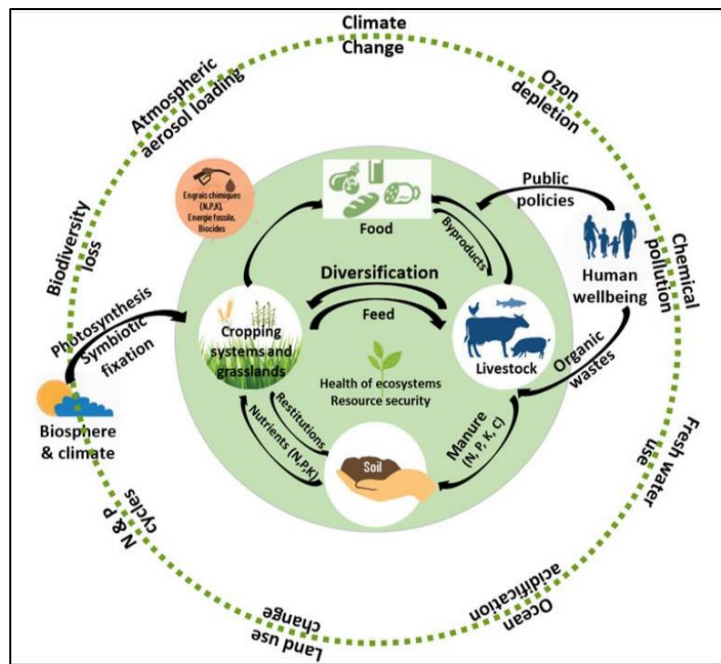 Climate
Change
Ozon
depletion
Atmospheric
aerosol loading
Engrais chimiques
(N,P,K),
Energie fossile,
Biocides
Public
policies
Food
Byproducts
Biodiversity
loss
Chemical
pollution
Diversification
Human
wellbeing
Photosynthesis
Symbiotic
fixation
Feed
Cropping
systems and
grasslands
Livestock
Organic
wastes
Health of ecosystems
Resource security
Biosphere
& climate
Restitutions
Nutrients (N,P,K)
Manure
(N, P, K, C)
Soil
Fresh water
use
N & P
cycles
Ocean
acidification
Land use
change